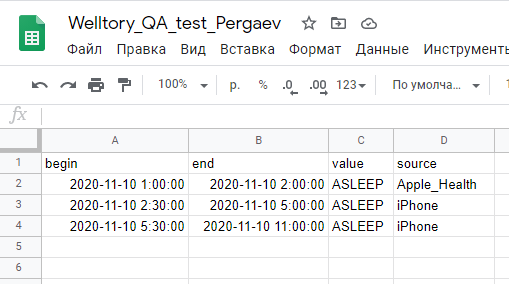 Welltory_QA_test_Pergaev
Файл Правка Вид Вставка Формат Данные Инструменты
100% р. % .0 .00 123 По умолча...
fx
A B C D
1 begin end value source
2 2020-11-10 1:00:00 2020-11-10 2:00:00 ASLEEP Apple_Health
3 2020-11-10 2:30:00 2020-11-10 5:00:00 ASLEEP iPhone
4 2020-11-10 5:30:00 2020-11-10 11:00:00 ASLEEP iPhone
5
6